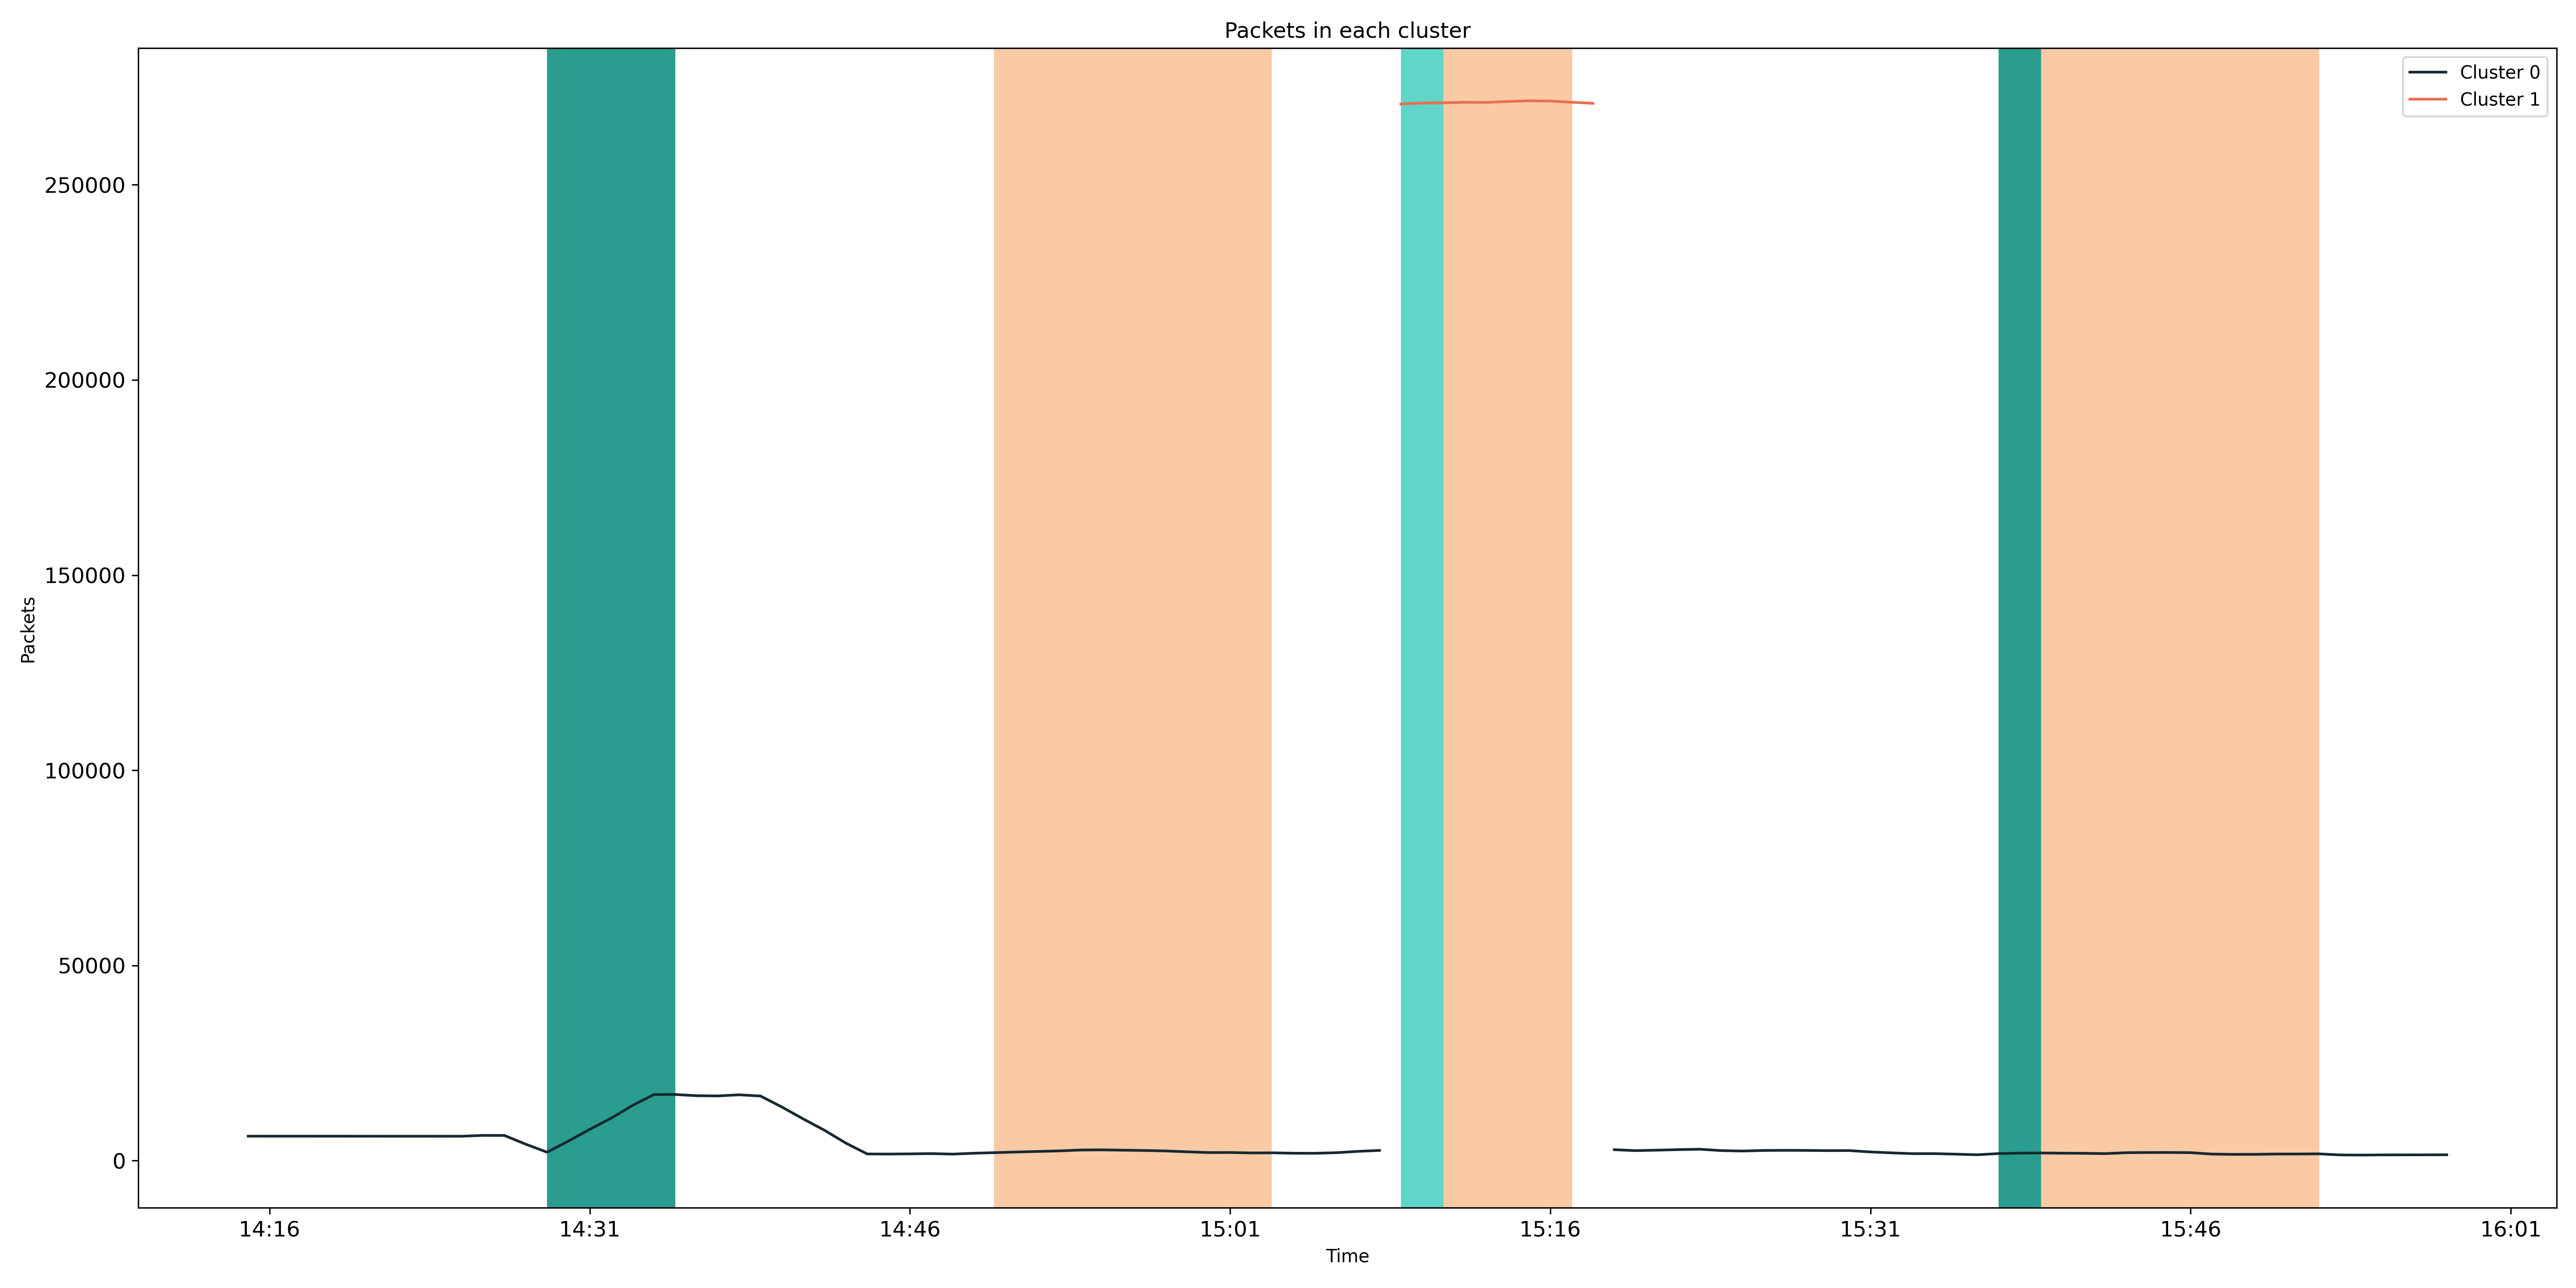 Packets in each cluster
Cluster 0
Cluster 1
250000
200000
150000
100000
50000
0
Packets
14:16
14:31
14:46
15:01
15:16
15:31
15:46
16:01
Time